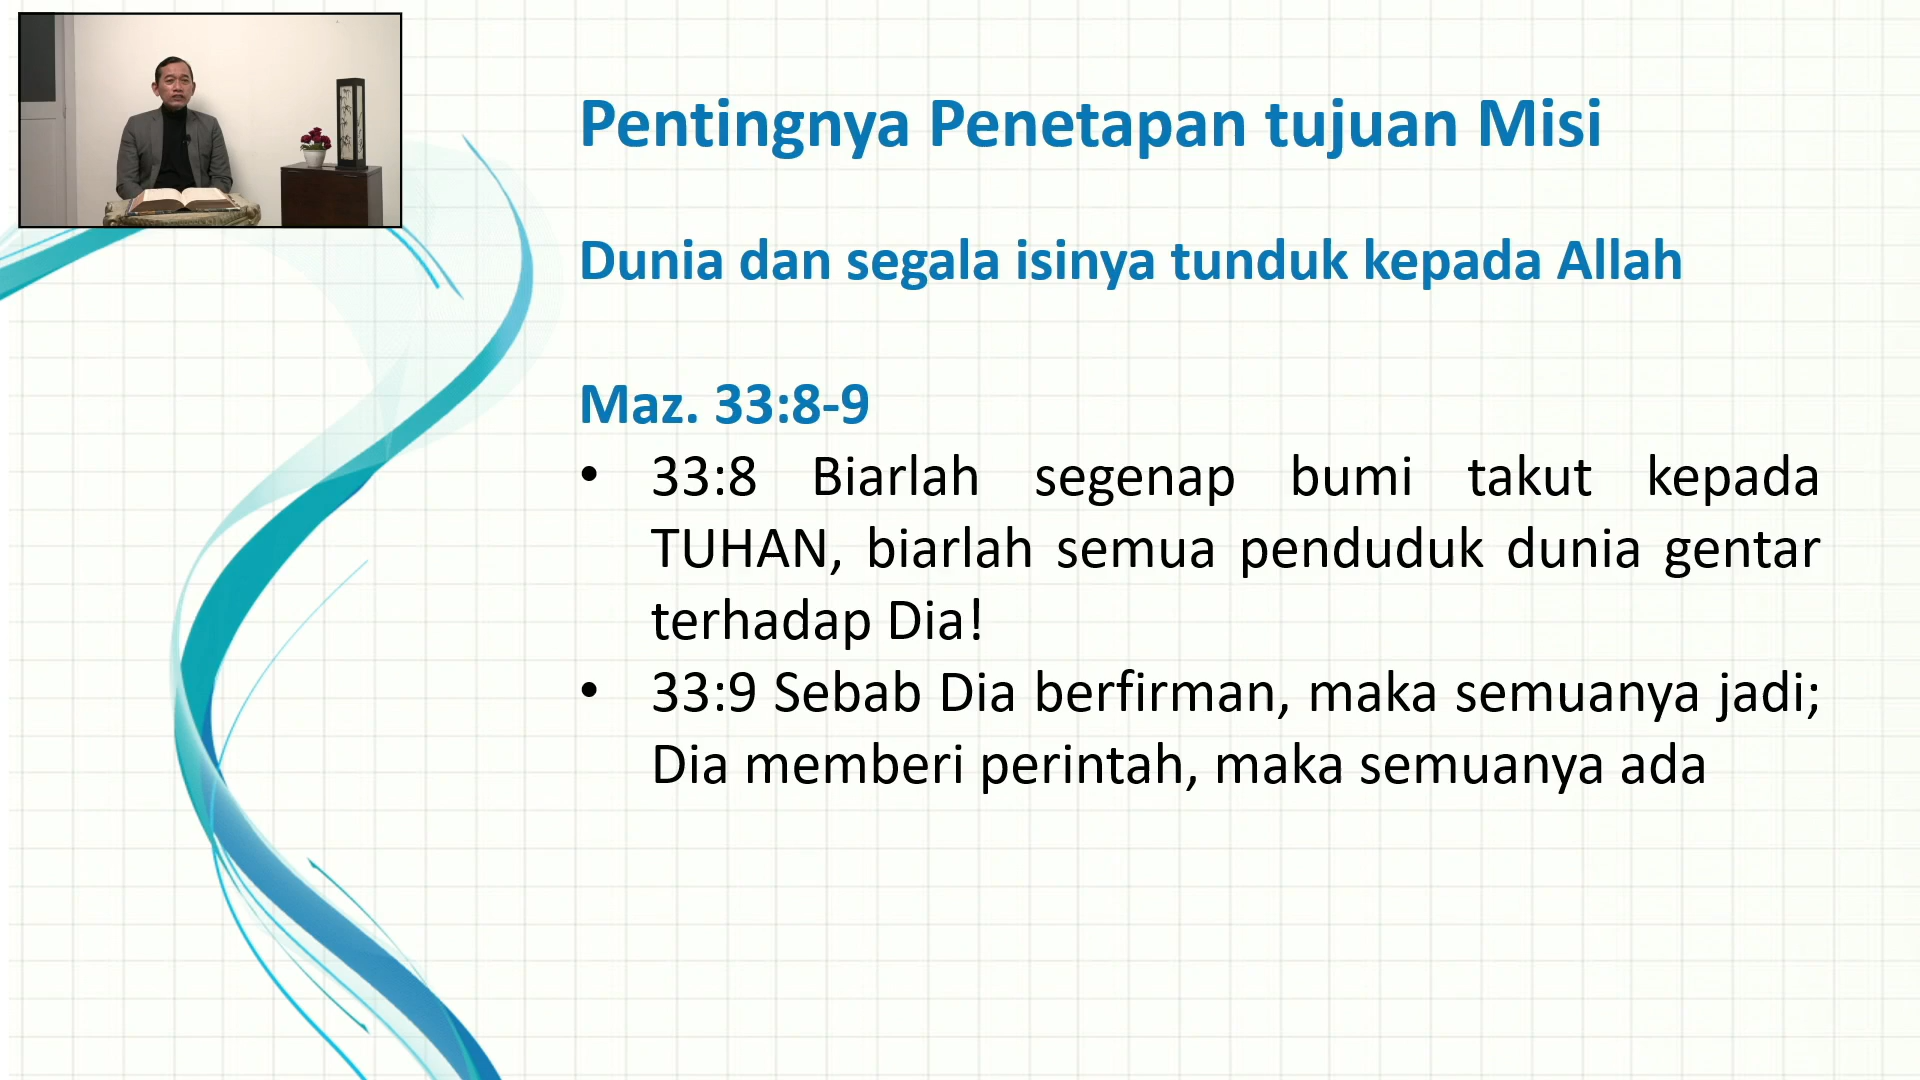 Pentingnya Penetapan tujuan Misi
Dunia dan segala isinya tunduk kepada Allah
Maz. 33:8-9
• 33:8 Biarlah segenap bumi takut kepada
TUHAN, biarlah semua penduduk dunia gentar
terhadap Dia!
• 33:9 Sebab Dia berfirman, maka semuanya jadi;
Dia memberi perintah, maka semuanya ada